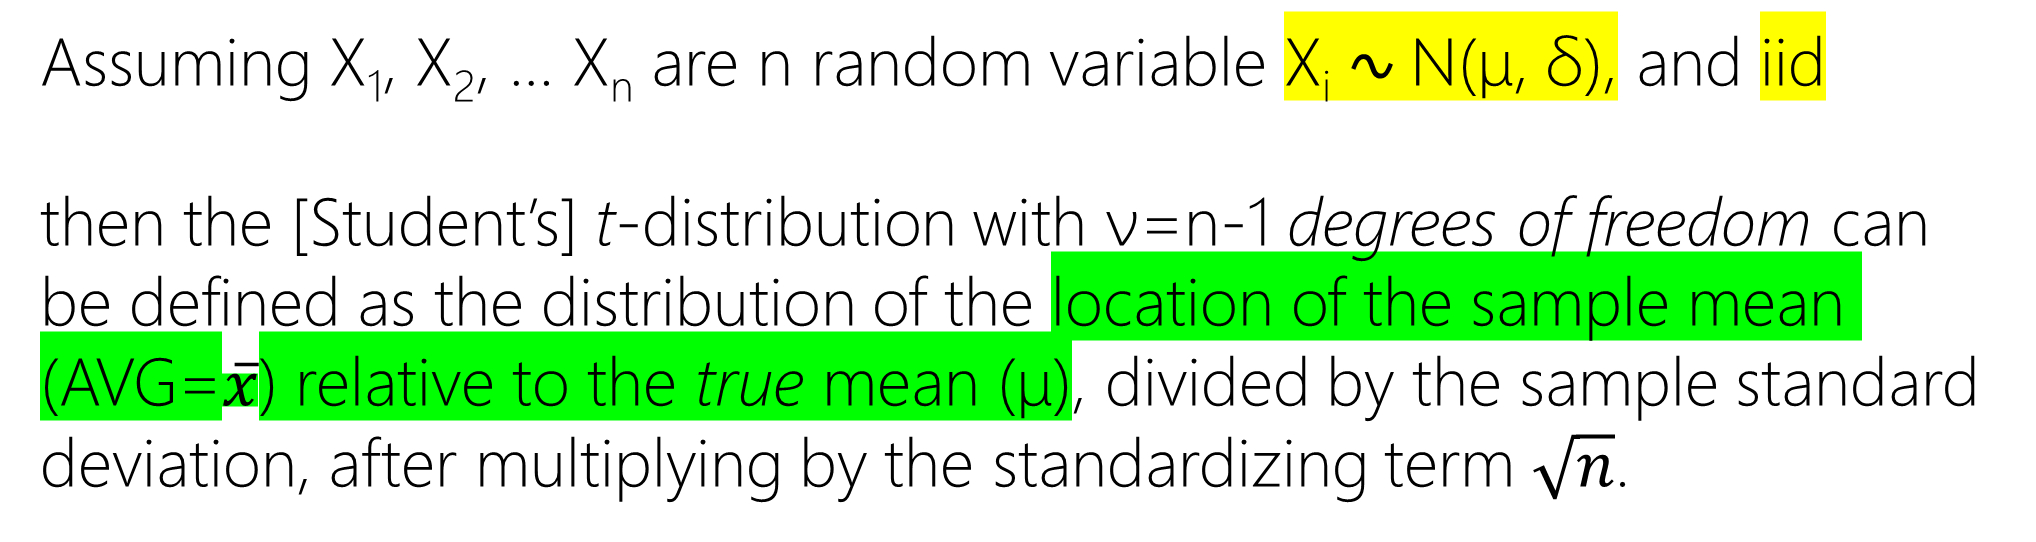 Assuming X₁, X₂, ... Xₙ are n random variable Xᵢ ~ N(μ, δ), and iid
then the [Student’s] t-distribution with ν=n-1 degrees of freedom can
be defined as the distribution of the location of the sample mean
(AVG=x̄) relative to the true mean (μ), divided by the sample standard
deviation, after multiplying by the standardizing term √n.